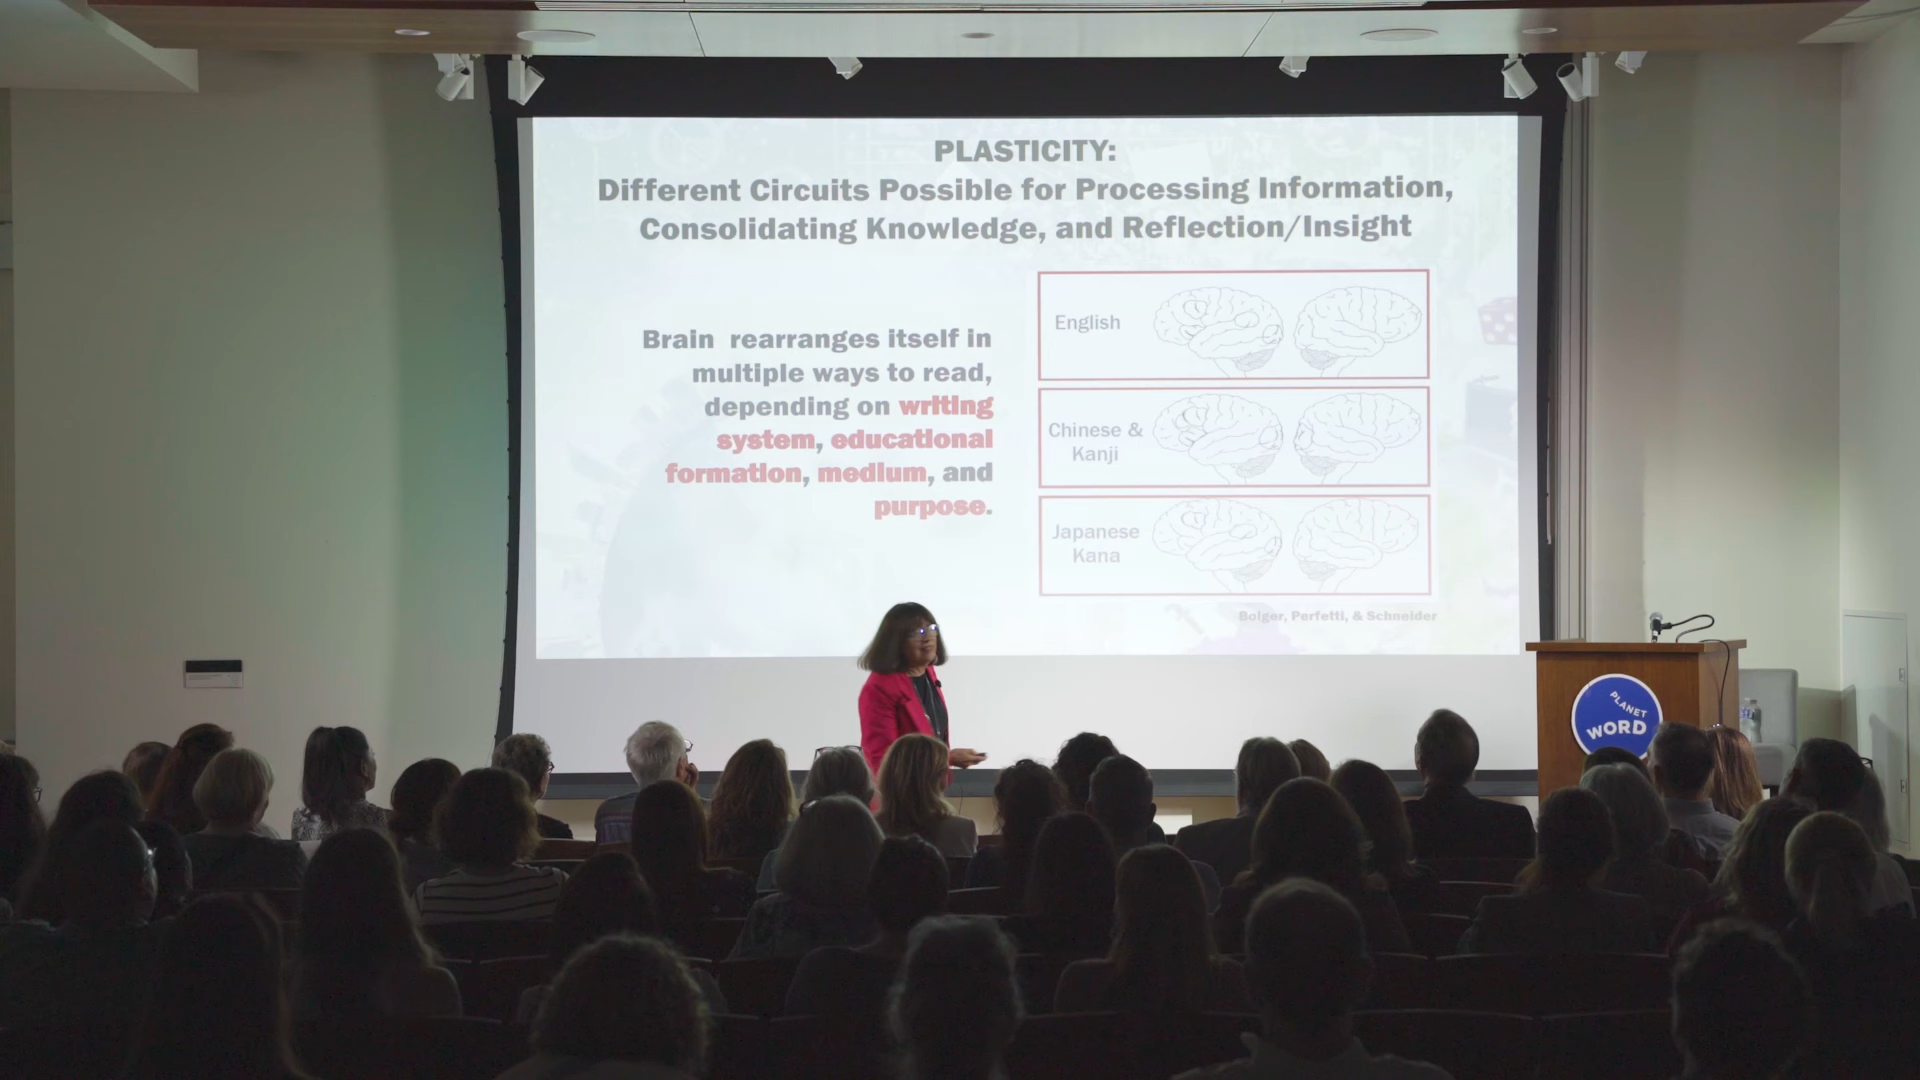 PLASTICITY:
Different Circuits Possible for Processing Information,
Consolidating Knowledge, and Reflection/Insight
Brain rearranges itself in
multiple ways to read,
depending on writing
system, educational
formation, medium, and
purpose.
English
Chinese &
Kanji
Japanese
Kana
Bolger, Perfetti, & Schneider
PLANET
WORD